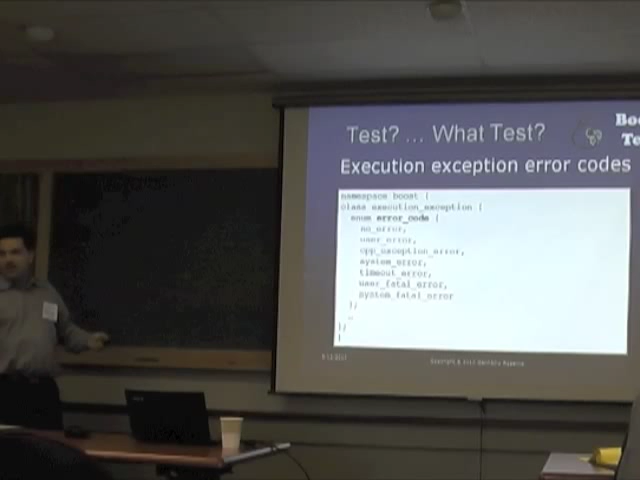 Test? ... What Test?
Execution exception error codes
namespace boost {
class execution_exception {
enum error_code {
no_error,
user_error,
cpp_exception_error,
system_error,
timeout_error,
user_fatal_error,
system_fatal_error
};
};
}